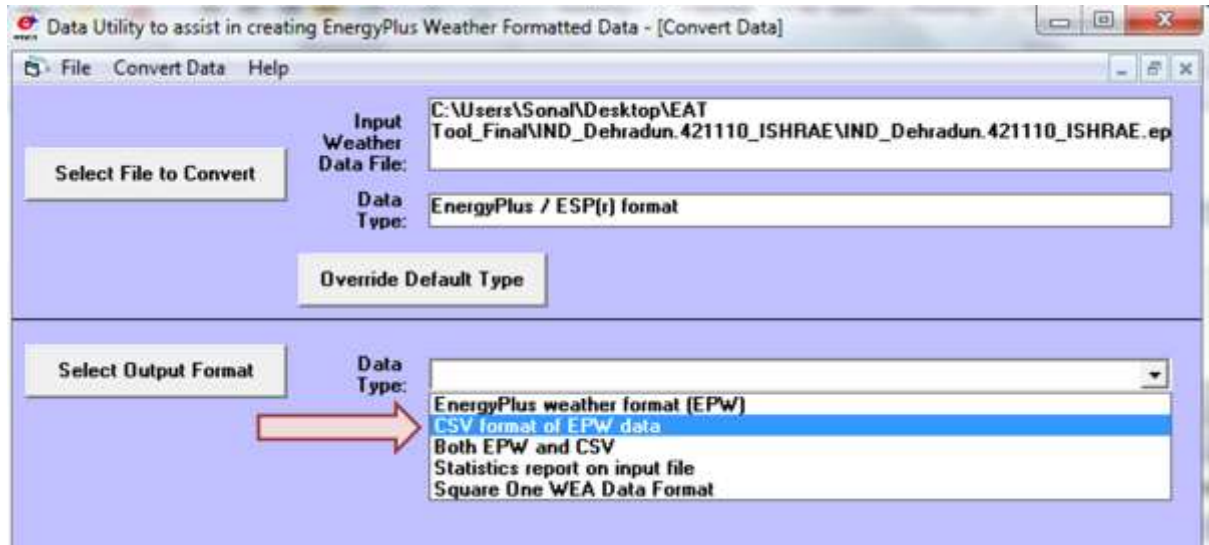 Data Utility to assist in creating EnergyPlus Weather Formatted Data - [Convert Data]
File Convert Data Help
Select File to Convert
Input
Weather
Data File:
C:\Users\Sonal\Desktop\EAT
Tool_Final\IND_Dehradun.421110_ISHRAE\IND_Dehradun.421110_ISHRAE.ep
Data
Type:
EnergyPlus / ESP(r) format
Override Default Type
Select Output Format
Data
Type:
EnergyPlus weather format (EPW)
CSV format of EPW data
Both EPW and CSV
Statistics report on input file
Square One WEA Data Format